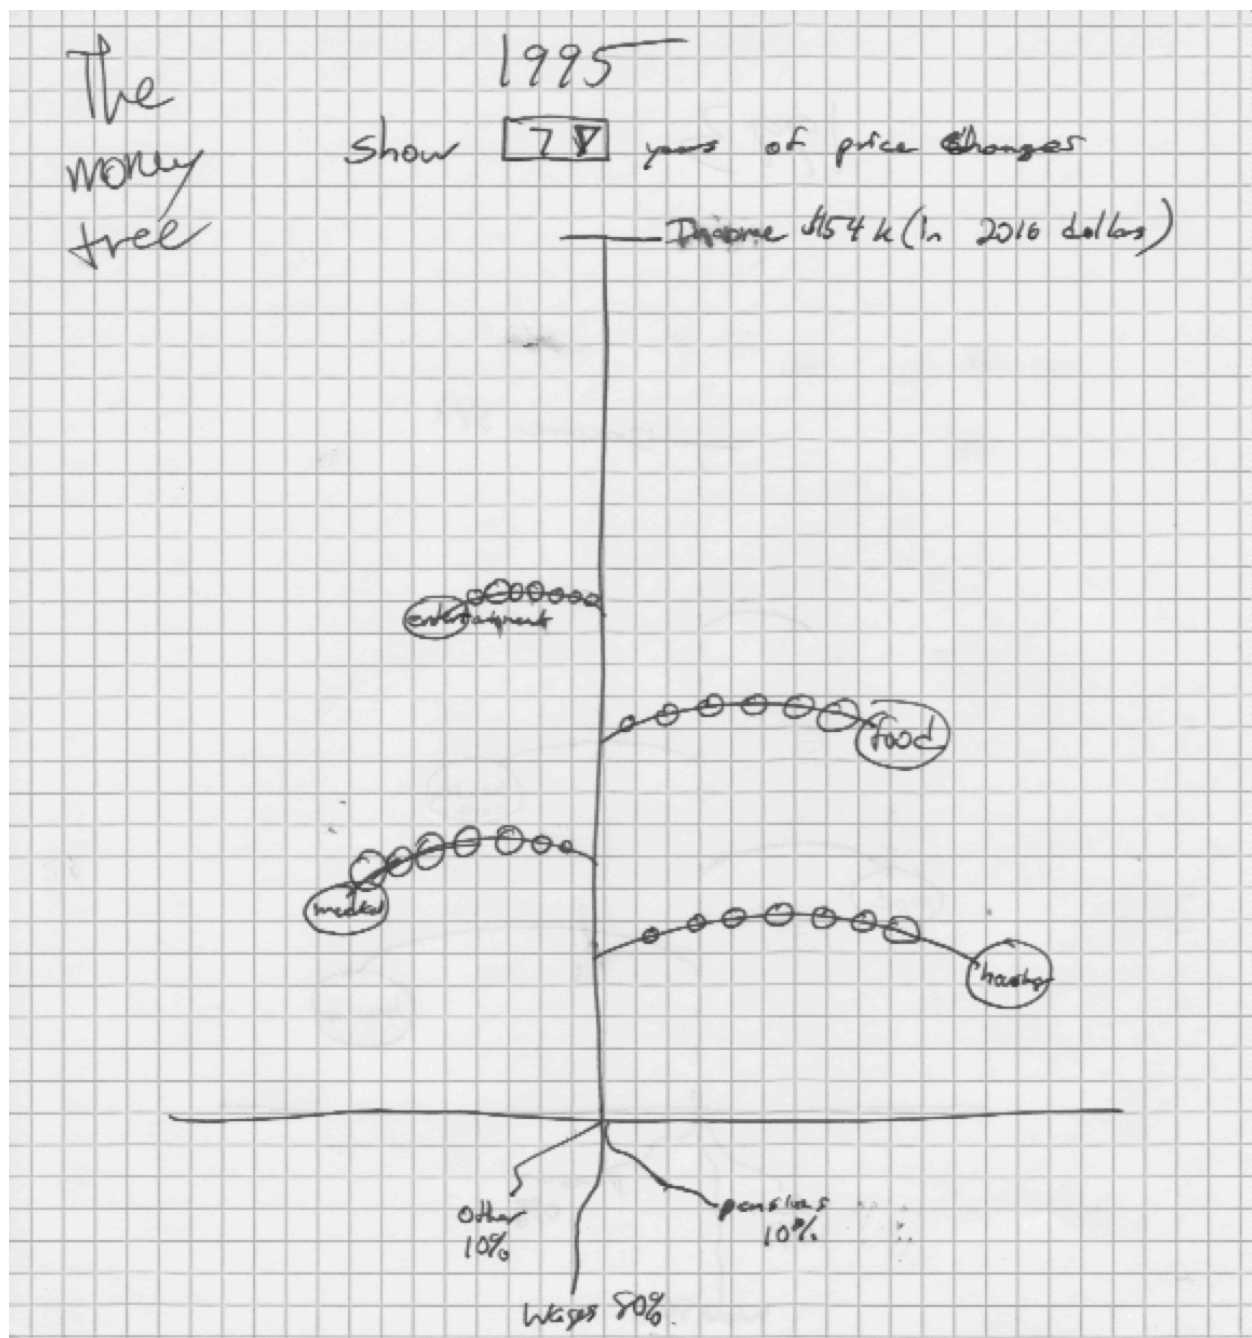 The
money
tree
1995
Show 7 years of price changes
Income $54k (in 2016 dollars)
entertainment
food
medical
housing
Other
10%
pensions
10%
Wages 80%